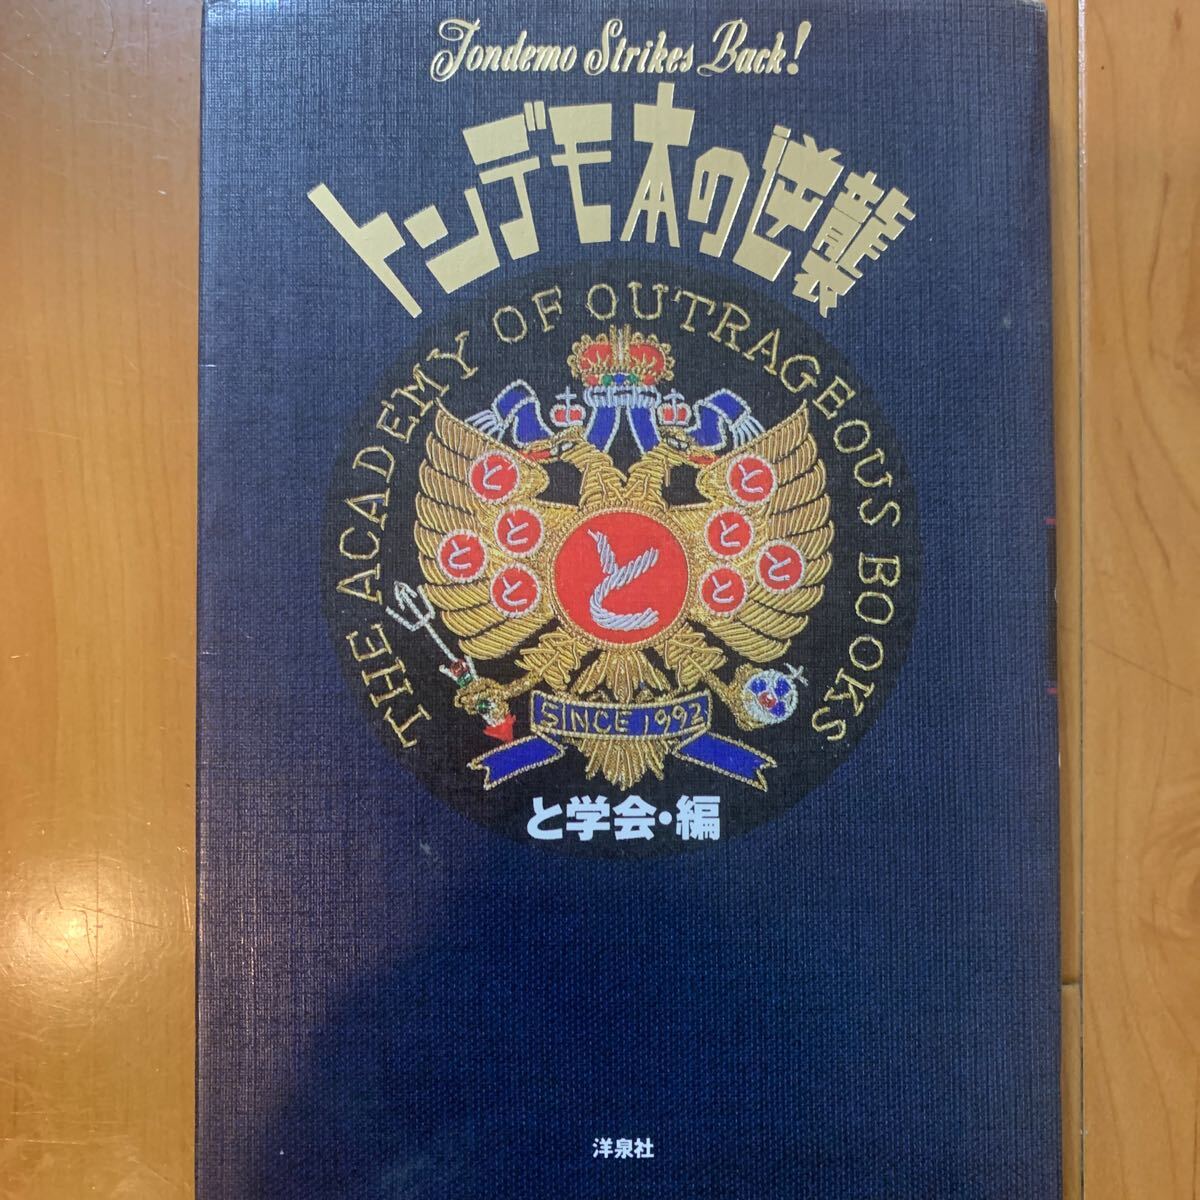 Tondemo Strikes Back!
トンデモ本の逆襲
THE ACADEMY OF OUTRAGEOUS BOOKS
と
と
と
と
と
と
と
と
と
SINCE 1992
と学会・編
洋泉社